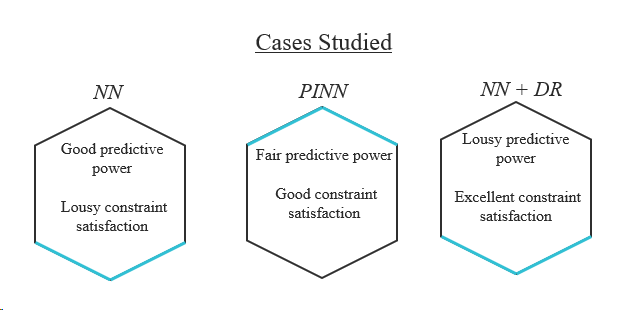 Cases Studied
NN
Good predictive
power
Lousy constraint
satisfaction
PINN
Fair predictive power
Good constraint
satisfaction
NN + DR
Lousy predictive
power
Excellent constraint
satisfaction